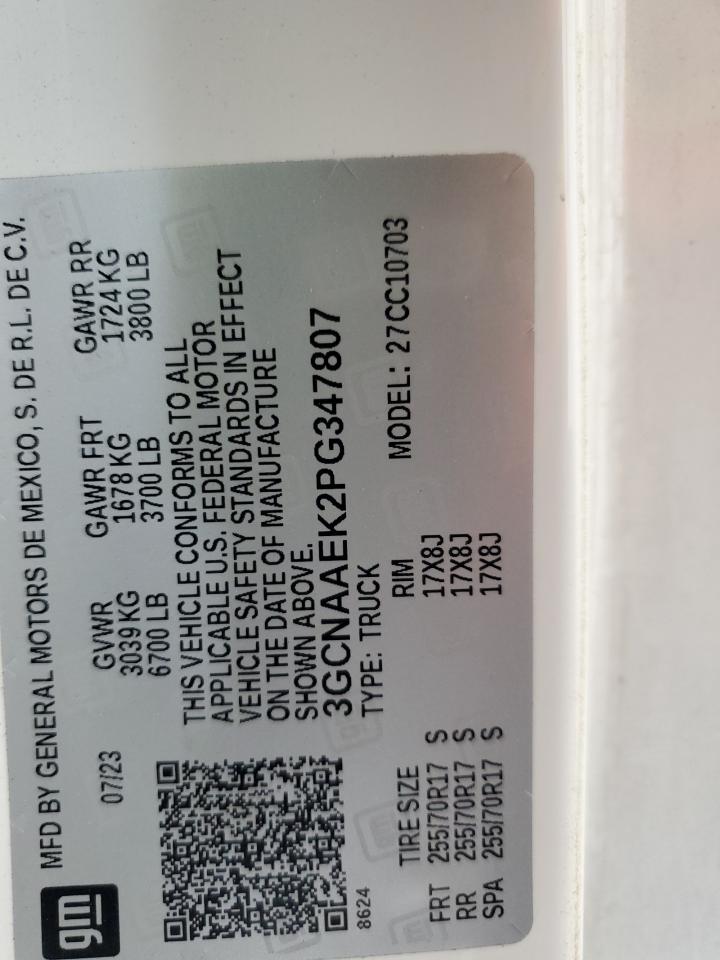 gm
MFD BY GENERAL MOTORS DE MEXICO, S. DE R.L. DE C.V.
07/23 GVWR GAWR FRT GAWR RR
3039 KG 1678 KG 1724 KG
6700 LB 3700 LB 3800 LB
THIS VEHICLE CONFORMS TO ALL
APPLICABLE U.S. FEDERAL MOTOR
VEHICLE SAFETY STANDARDS IN EFFECT
ON THE DATE OF MANUFACTURE
SHOWN ABOVE.
3GCNAAEK2PG347807
8624 TYPE: TRUCK
TIRE SIZE RIM MODEL: 27CC10703
FRT 255/70R17 S 17X8J
RR 255/70R17 S 17X8J
SPA 255/70R17 S 17X8J